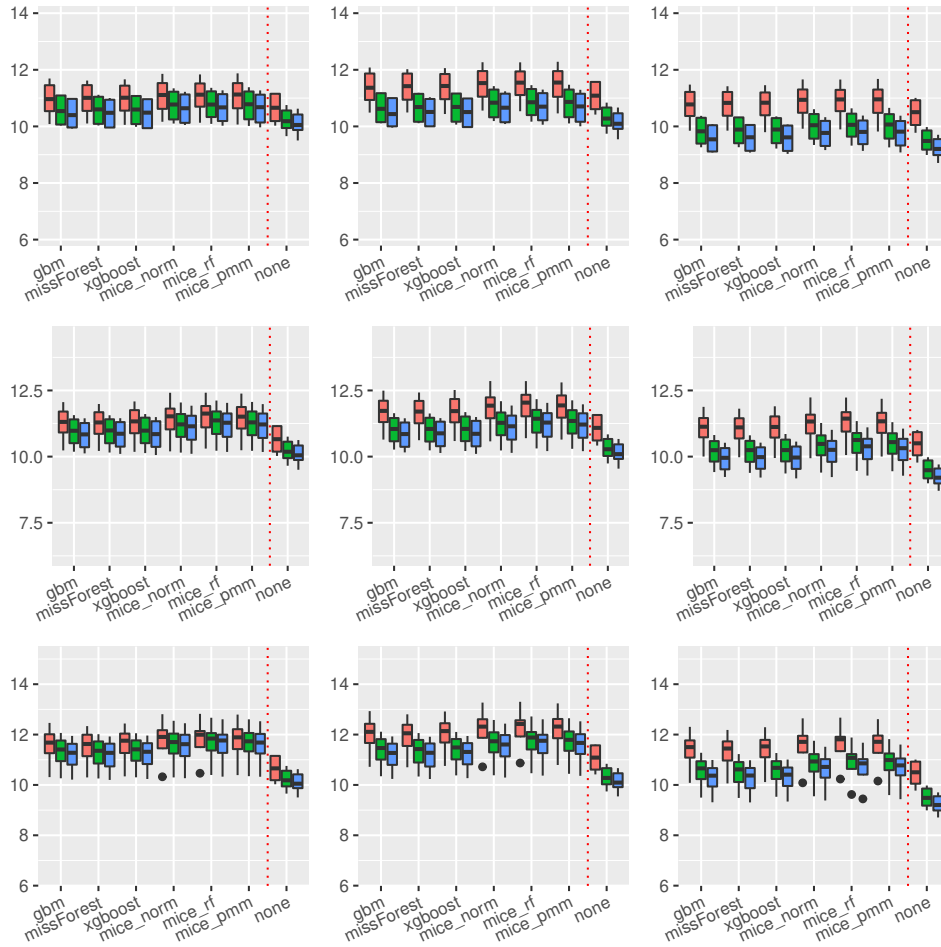 14
12
10
8
6
gbm
missForest
xgboost
mice_norm
mice_rf
mice_pmm
none
14
12
10
8
6
gbm
missForest
xgboost
mice_norm
mice_rf
mice_pmm
none
14
12
10
8
6
gbm
missForest
xgboost
mice_norm
mice_rf
mice_pmm
none
12.5
10.0
7.5
gbm
missForest
xgboost
mice_norm
mice_rf
mice_pmm
none
12.5
10.0
7.5
gbm
missForest
xgboost
mice_norm
mice_rf
mice_pmm
none
12.5
10.0
7.5
gbm
missForest
xgboost
mice_norm
mice_rf
mice_pmm
none
14
12
10
8
6
gbm
missForest
xgboost
mice_norm
mice_rf
mice_pmm
none
14
12
10
8
6
gbm
missForest
xgboost
mice_norm
mice_rf
mice_pmm
none
14
12
10
8
6
gbm
missForest
xgboost
mice_norm
mice_rf
mice_pmm
none